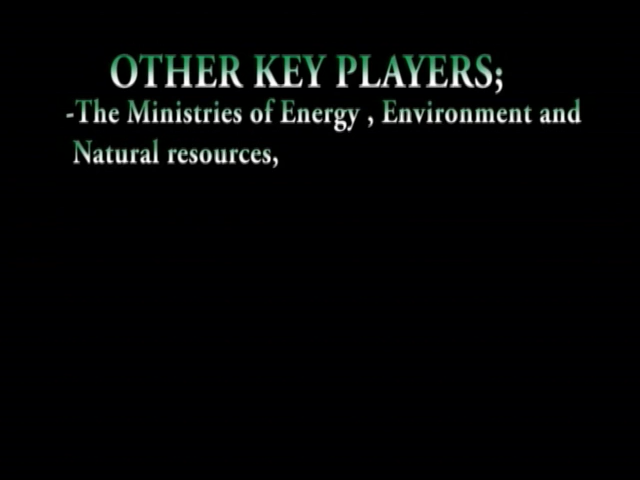 OTHER KEY PLAYERS;
-The Ministries of Energy , Environment and
Natural resources,